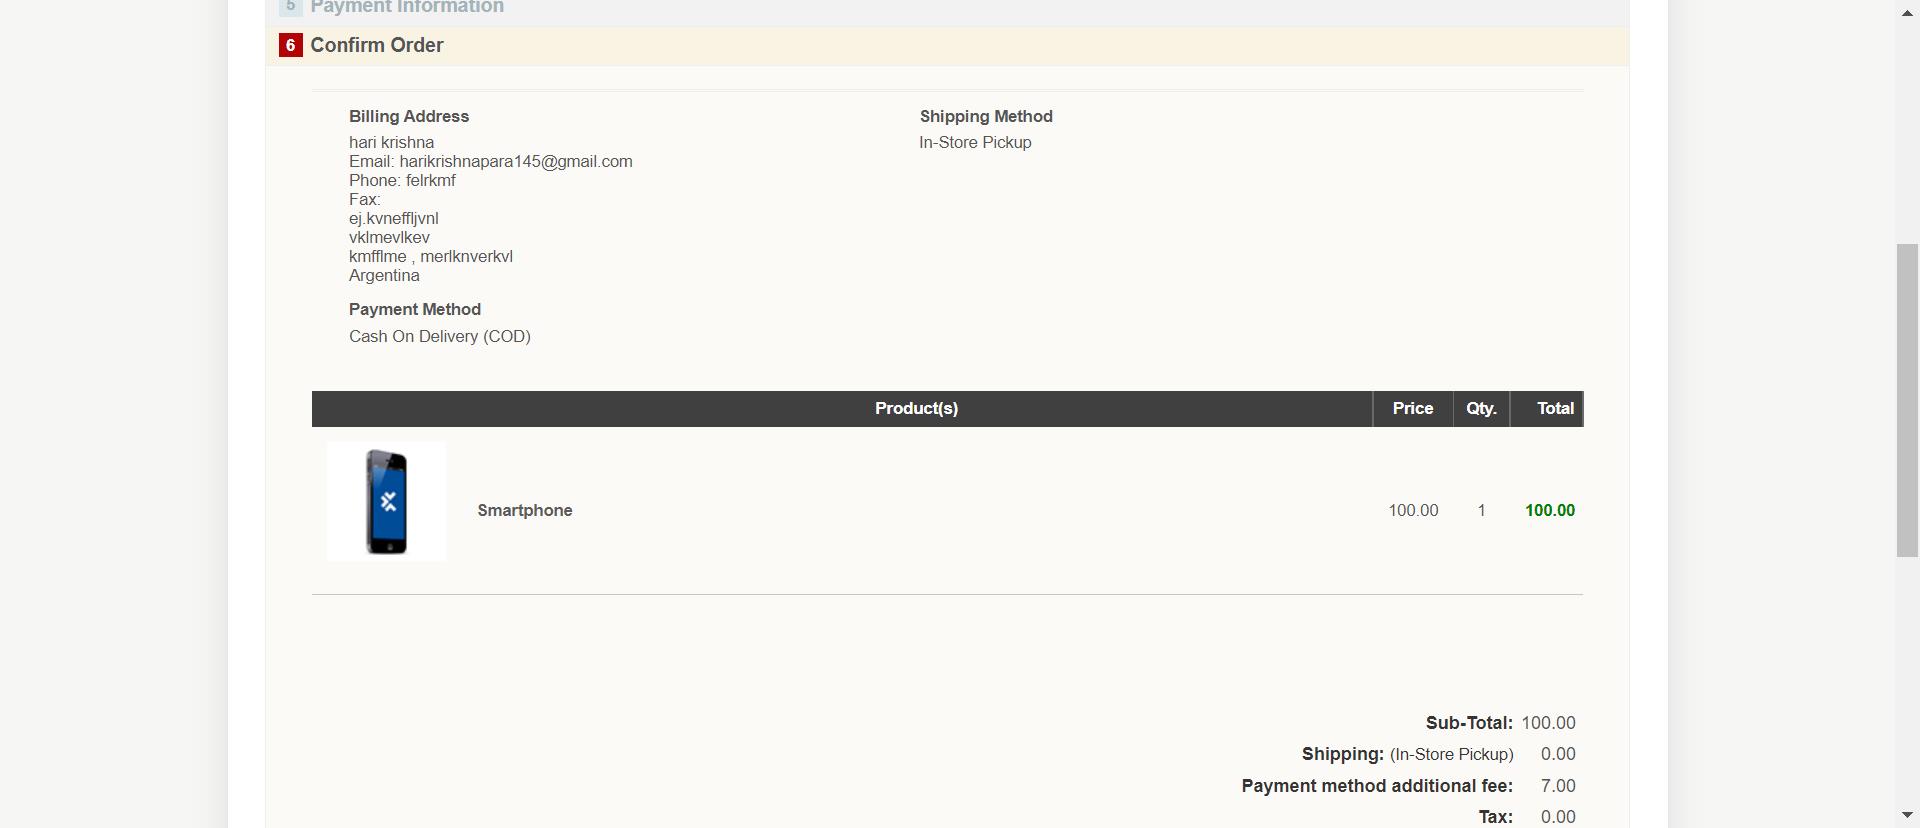 5 Payment Information
6 Confirm Order
Billing Address
hari krishna
Email: harikrishnapara145@gmail.com
Phone: felrkmf
Fax:
ej.kvneffljvnl
vklmevlkev
kmfflme , merlknverkvl
Argentina
Payment Method
Cash On Delivery (COD)
Shipping Method
In-Store Pickup
Product(s) Price Qty. Total
Smartphone 100.00 1 100.00
Sub-Total: 100.00
Shipping: (In-Store Pickup) 0.00
Payment method additional fee: 7.00
Tax: 0.00